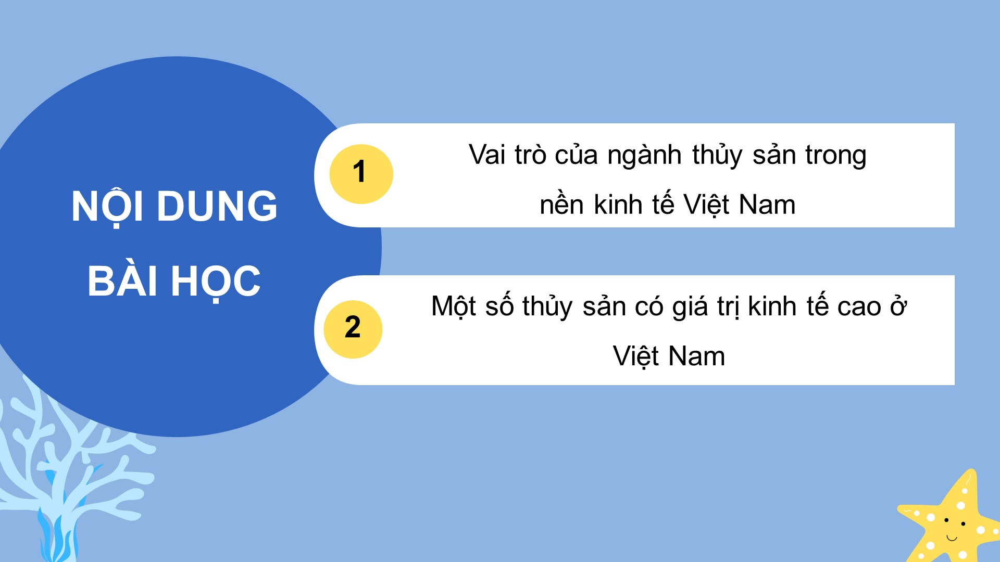 NỘI DUNG
BÀI HỌC
1
Vai trò của ngành thủy sản trong
nền kinh tế Việt Nam
2
Một số thủy sản có giá trị kinh tế cao ở
Việt Nam